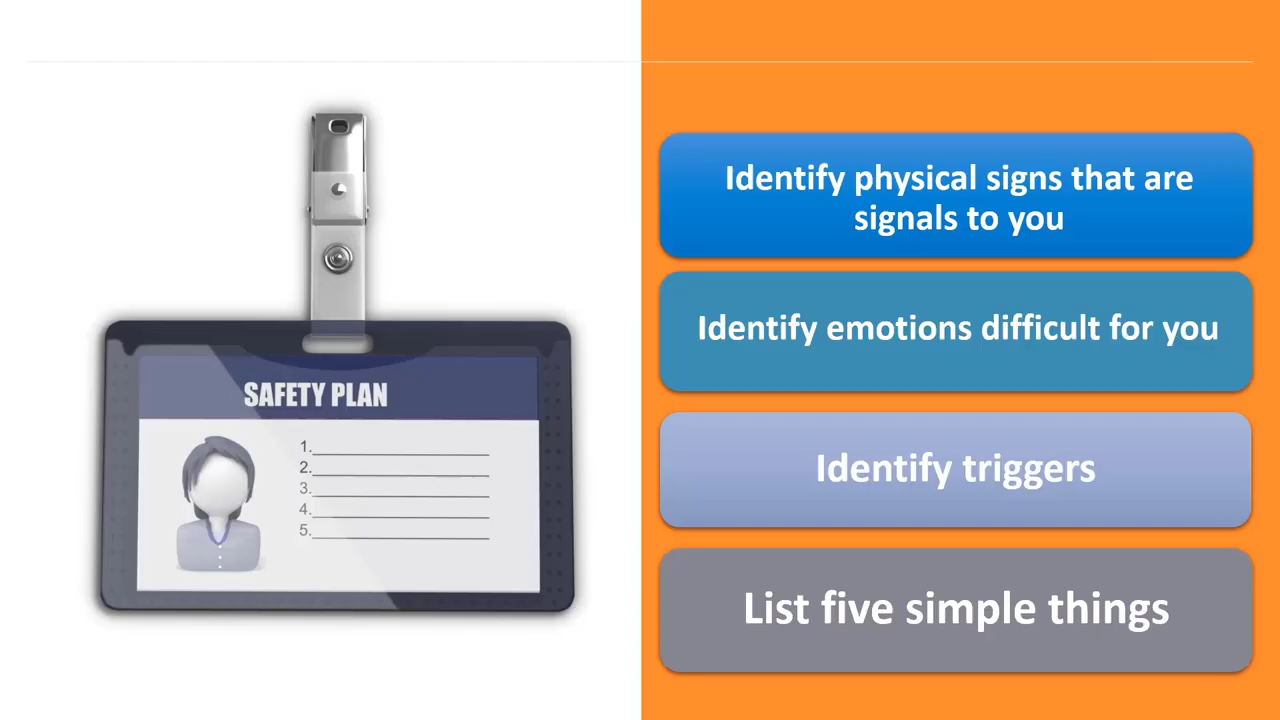 SAFETY PLAN
1.
2.
3.
4.
5.
Identify physical signs that are
signals to you
Identify emotions difficult for you
Identify triggers
List five simple things